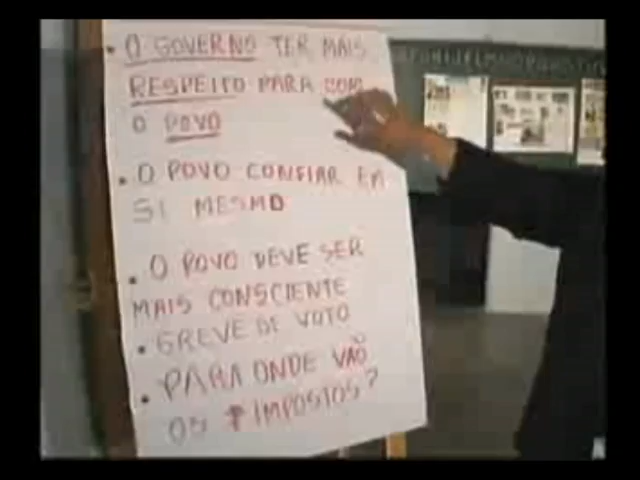 • O GOVERNO TER MAIS
RESPEITO PARA COM
O POVO
• O POVO CONFIAR EM
SI MESMO
• O POVO DEVE SER
MAIS CONSCIENTE
• GREVE DE VOTO
• PARA ONDE VÃO
OS IMPOSTOS?